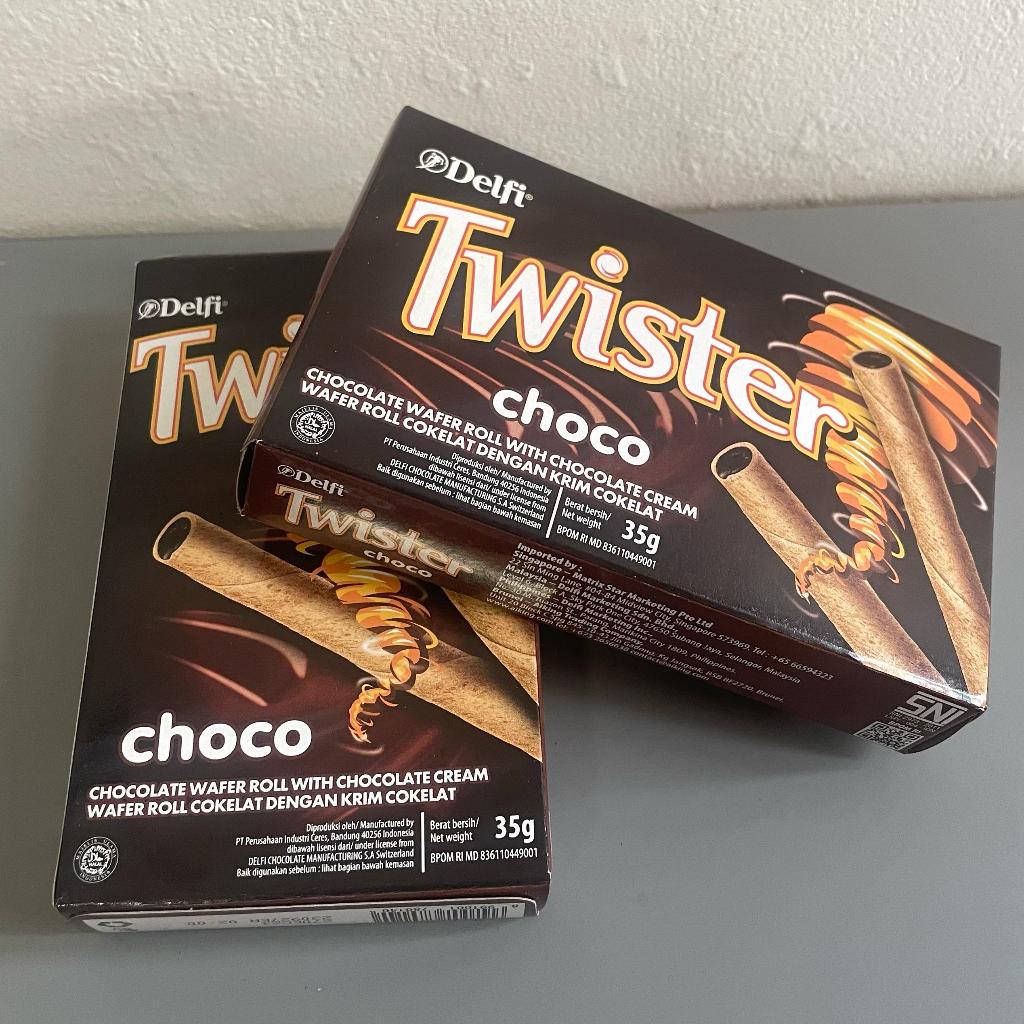 Delfi
Twister
choco
CHOCOLATE WAFER ROLL WITH CHOCOLATE CREAM
WAFER ROLL COKELAT DENGAN KRIM COKELAT
Diproduksi oleh/ Manufactured by
PT Perusahaan Industri Ceres, Bandung 40256 Indonesia
dibawah lisensi dari/ under license from
DELFI CHOCOLATE MANUFACTURING S.A Switzerland
Baik digunakan sebelum : lihat bagian bawah kemasan
Berat bersih/
Net weight
35g
BPOM RI MD 836110449001
Delfi
Twister
choco
Imported by :
Singapore - Matrix Star Marketing Pte Ltd
Malaysia - Delfi Marketing Sdn. Bhd.
SNI
Delfi
Tw
choco
CHOCOLATE WAFER ROLL WITH CHOCOLATE CREAM
WAFER ROLL COKELAT DENGAN KRIM COKELAT
Diproduksi oleh/ Manufactured by
PT Perusahaan Industri Ceres, Bandung 40256 Indonesia
dibawah lisensi dari/ under license from
DELFI CHOCOLATE MANUFACTURING S.A Switzerland
Baik digunakan sebelum : lihat bagian bawah kemasan
Berat bersih/
Net weight
35g
BPOM RI MD 836110449001